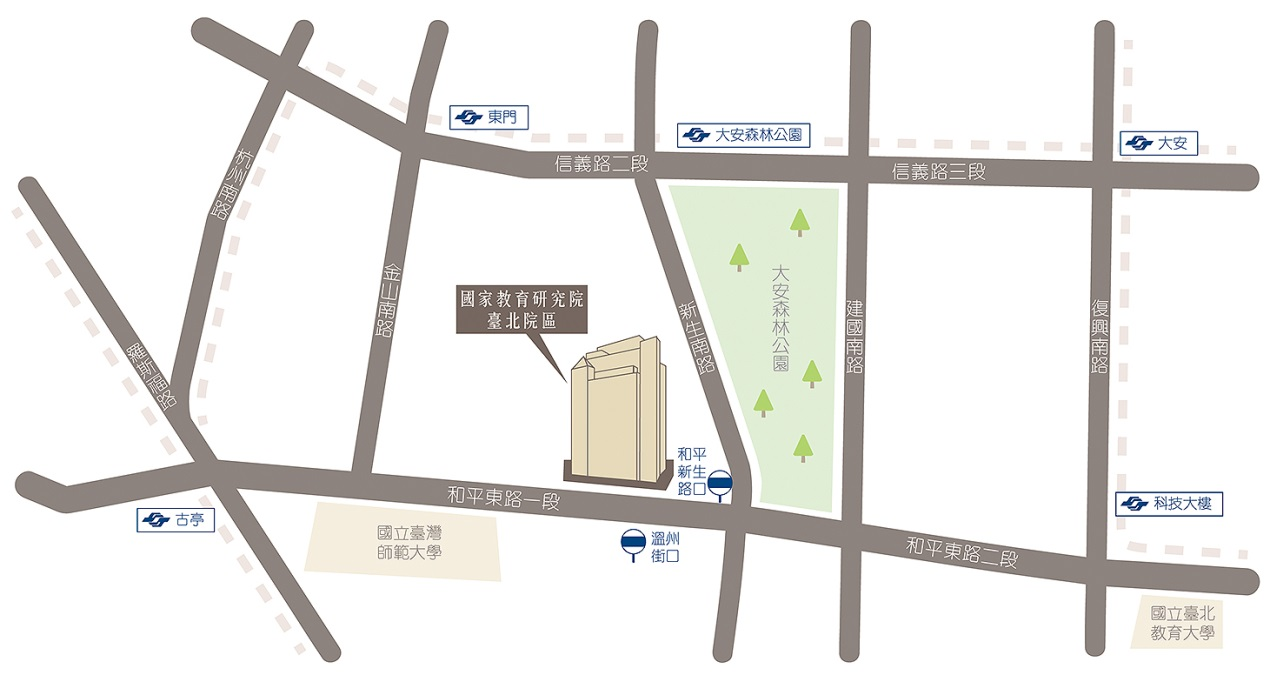 東門
大安森林公園
大安
信義路二段
信義路三段
杭州南路
金山南路
國家教育研究院
臺北院區
新生南路
大安森林公園
建國南路
復興南路
羅斯福路
和平
新生
路口
和平東路一段
科技大樓
古亭
國立臺灣
師範大學
溫州
街口
和平東路二段
國立臺北
教育大學